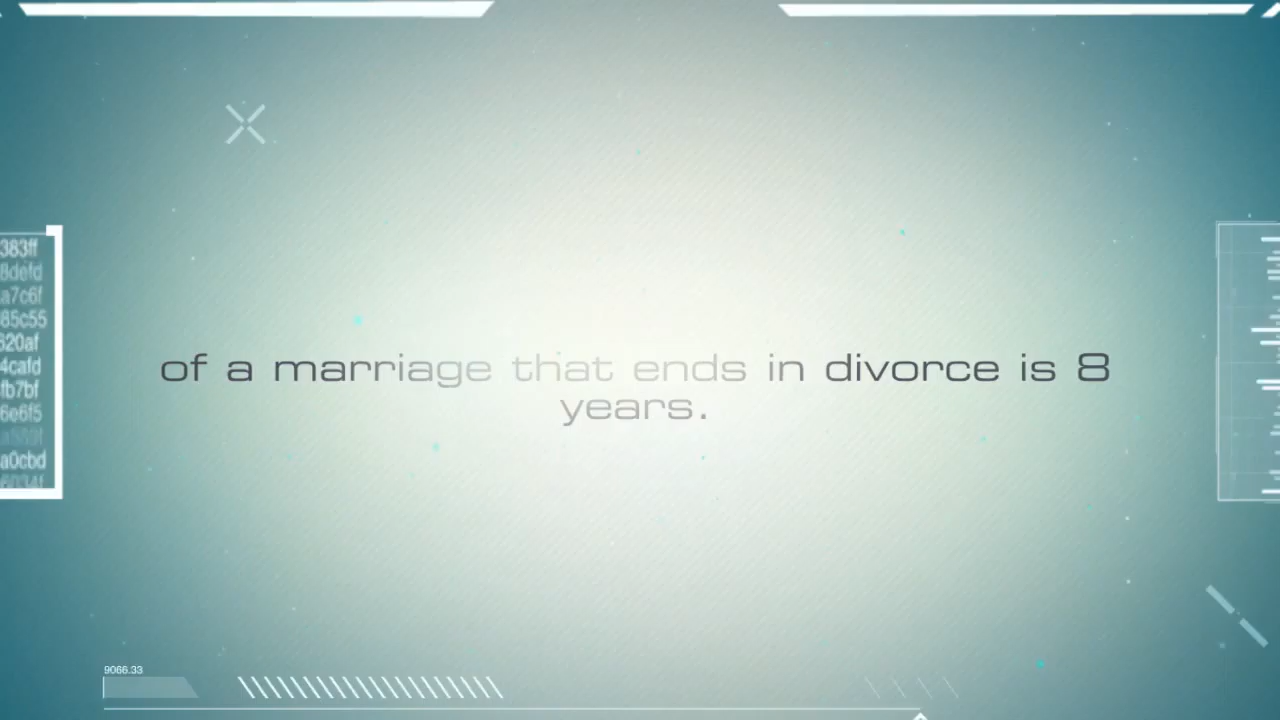 383ff
8defd
a7c6f
85c55
620af
4cafd
fb7bf
6e6f5
a0cbd
of a marriage that ends in divorce is 8
years.
9066.33